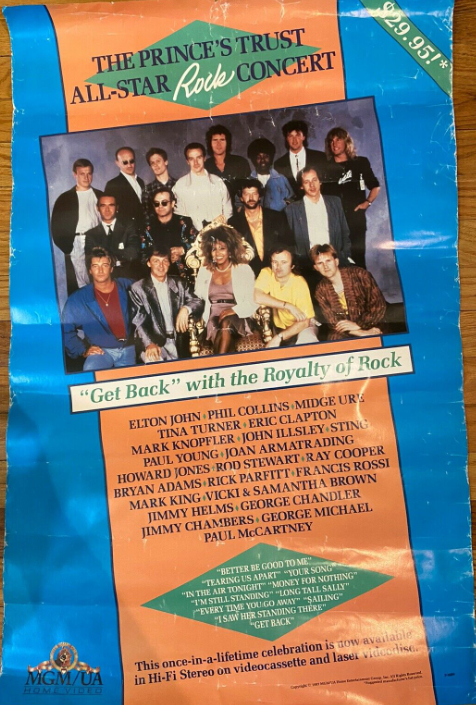 $29.95!*
THE PRINCE'S TRUST
ALL-STAR Rock CONCERT
"Get Back" with the Royalty of Rock
ELTON JOHN♦PHIL COLLINS♦MIDGE URE
TINA TURNER♦ERIC CLAPTON
MARK KNOPFLER♦JOHN ILLSLEY♦STING
PAUL YOUNG♦JOAN ARMATRADING
HOWARD JONES♦ROD STEWART♦RAY COOPER
BRYAN ADAMS♦RICK PARFITT♦FRANCIS ROSSI
MARK KING♦VICKI & SAMANTHA BROWN
JIMMY HELMS♦GEORGE CHANDLER
JIMMY CHAMBERS♦GEORGE MICHAEL
PAUL McCARTNEY
"BETTER BE GOOD TO ME"
"TEARING US APART" "YOUR SONG"
"IN THE AIR TONIGHT" "MONEY FOR NOTHING"
"I'M STILL STANDING" "LONG TALL SALLY"
"EVERY TIME YOU GO AWAY" "SAILING"
"I SAW HER STANDING THERE"
"GET BACK"
This once-in-a-lifetime celebration is now available
in Hi-Fi Stereo on videocassette and laser videodisc.
MGM/UA
HOME VIDEO